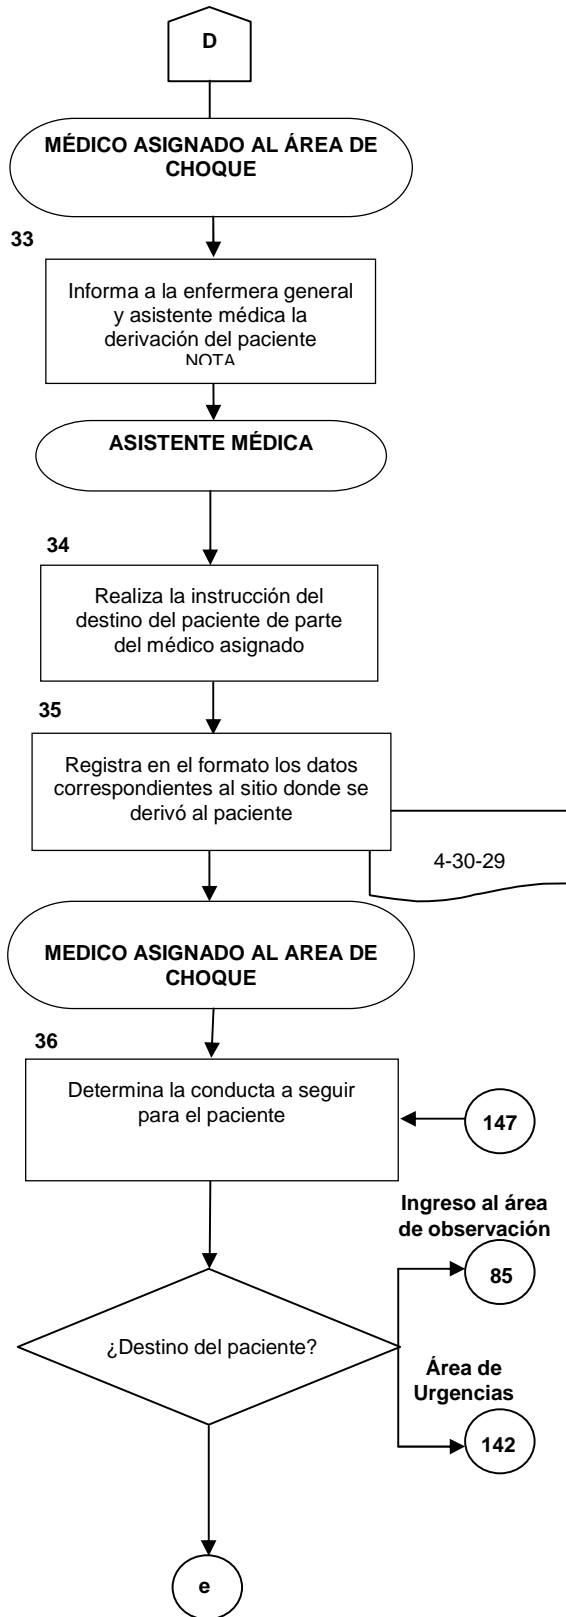 D
MÉDICO ASIGNADO AL ÁREA DE
CHOQUE
33
Informa a la enfermera general
y asistente médica la
derivación del paciente
NOTA
ASISTENTE MÉDICA
34
Realiza la instrucción del
destino del paciente de parte
del médico asignado
35
Registra en el formato los datos
correspondientes al sitio donde se
derivó al paciente
4-30-29
MEDICO ASIGNADO AL AREA DE
CHOQUE
36
Determina la conducta a seguir
para el paciente
147
Ingreso al área
de observación
85
¿Destino del paciente?
Área de
Urgencias
142
e